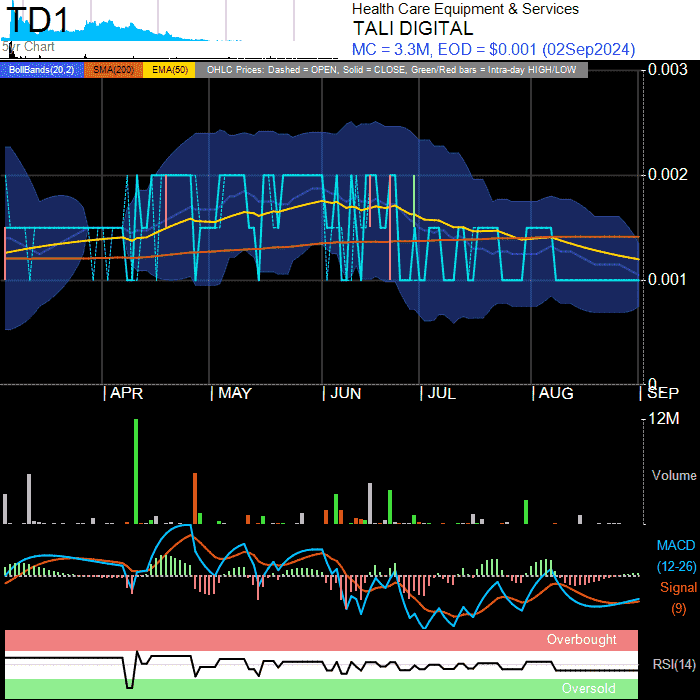 TD1
Health Care Equipment & Services
TALI DIGITAL
5yr Chart
MC = 3.3M, EOD = $0.001 (02Sep2024)
BollBands(20,2) SMA(200) EMA(50) OHLC Prices: Dashed = OPEN, Solid = CLOSE, Green/Red bars = Intra-day HIGH/LOW
0.003
0.002
0.001
0
APR MAY JUN JUL AUG SEP
12M
Volume
MACD
(12-26)
Signal
(9)
Overbought
RSI(14)
Oversold